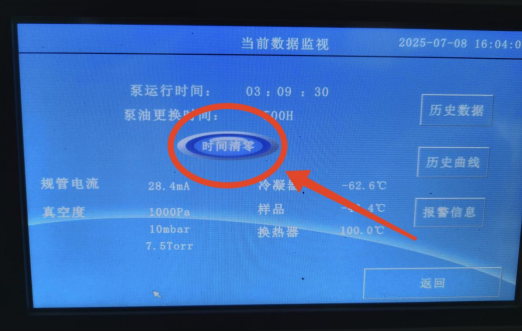 当前数据监视
2025-07-08 16:04:0
泵运行时间: 03 : 09 : 30
泵油更换时间: 500H
历史数据
时间清零
历史曲线
规管电流 28.4mA 冷凝器 -62.6℃
真空度 1000Pa 样品 .4℃
报警信息
10mbar 换热器 100.0℃
7.5Torr
返回